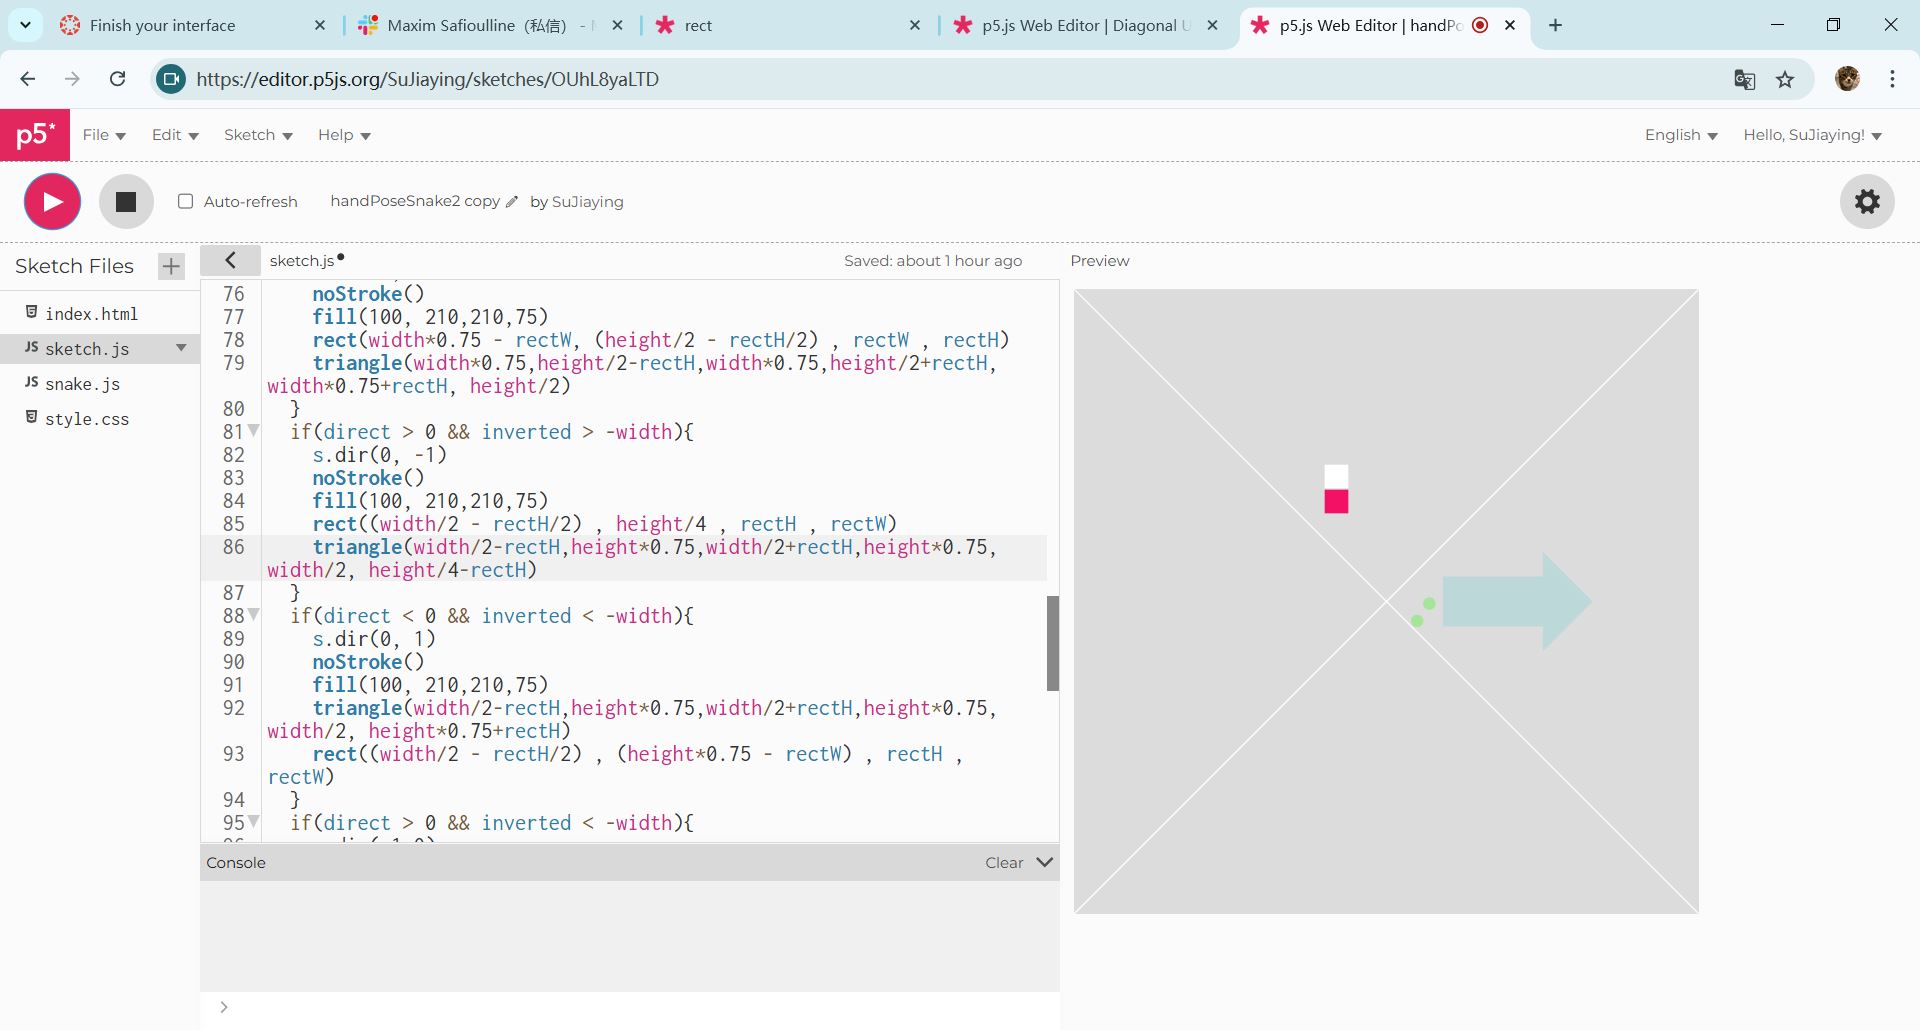 Finish your interface
Maxim Safioulline (私信) -
rect
p5.js Web Editor | Diagonal U
p5.js Web Editor | handPo
https://editor.p5js.org/SuJiaying/sketches/OUhL8yaLTD
p5*
File
Edit
Sketch
Help
English
Hello, SuJiaying!
Auto-refresh
handPoseSnake2 copy
by SuJiaying
Sketch Files
sketch.js
Saved: about 1 hour ago
Preview
index.html
JS sketch.js
JS snake.js
style.css
76 noStroke()
77 fill(100, 210,210,75)
78 rect(width*0.75 - rectW, (height/2 - rectH/2) , rectW , rectH)
79 triangle(width*0.75,height/2-rectH,width*0.75,height/2+rectH,
width*0.75+rectH, height/2)
80 }
81 if(direct > 0 && inverted > -width){
82 s.dir(0, -1)
83 noStroke()
84 fill(100, 210,210,75)
85 rect((width/2 - rectH/2) , height/4 , rectH , rectW)
86 triangle(width/2-rectH,height*0.75,width/2+rectH,height*0.75,
width/2, height/4-rectH)
87 }
88 if(direct < 0 && inverted < -width){
89 s.dir(0, 1)
90 noStroke()
91 fill(100, 210,210,75)
92 triangle(width/2-rectH,height*0.75,width/2+rectH,height*0.75,
width/2, height*0.75+rectH)
93 rect((width/2 - rectH/2) , (height*0.75 - rectW) , rectH ,
rectW)
94 }
95 if(direct > 0 && inverted < -width){
Console
Clear
>